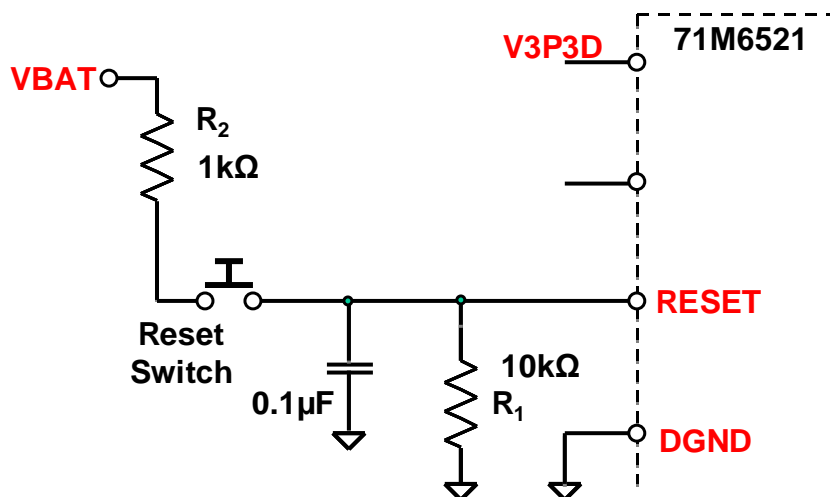 71M6521
V3P3D
VBAT
R2
1kΩ
Reset
Switch
0.1µF
10kΩ
R1
RESET
DGND